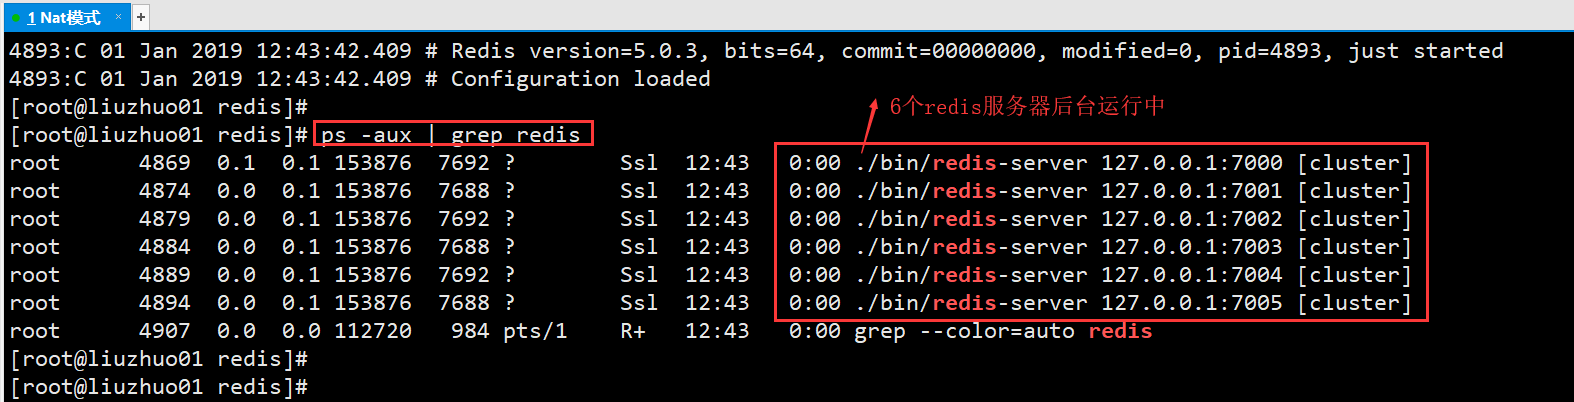 1 Nat模式 × +
4893:C 01 Jan 2019 12:43:42.409 # Redis version=5.0.3, bits=64, commit=00000000, modified=0, pid=4893, just started
4893:C 01 Jan 2019 12:43:42.409 # Configuration loaded
[root@liuzhuo01 redis]#
6个redis服务器后台运行中
[root@liuzhuo01 redis]# ps -aux | grep redis
root 4869 0.1 0.1 153876 7692 ? Ssl 12:43 0:00 ./bin/redis-server 127.0.0.1:7000 [cluster]
root 4874 0.0 0.1 153876 7688 ? Ssl 12:43 0:00 ./bin/redis-server 127.0.0.1:7001 [cluster]
root 4879 0.0 0.1 153876 7692 ? Ssl 12:43 0:00 ./bin/redis-server 127.0.0.1:7002 [cluster]
root 4884 0.0 0.1 153876 7688 ? Ssl 12:43 0:00 ./bin/redis-server 127.0.0.1:7003 [cluster]
root 4889 0.0 0.1 153876 7692 ? Ssl 12:43 0:00 ./bin/redis-server 127.0.0.1:7004 [cluster]
root 4894 0.0 0.1 153876 7688 ? Ssl 12:43 0:00 ./bin/redis-server 127.0.0.1:7005 [cluster]
root 4907 0.0 0.0 112720 984 pts/1 R+ 12:43 0:00 grep --color=auto redis
[root@liuzhuo01 redis]#
[root@liuzhuo01 redis]#